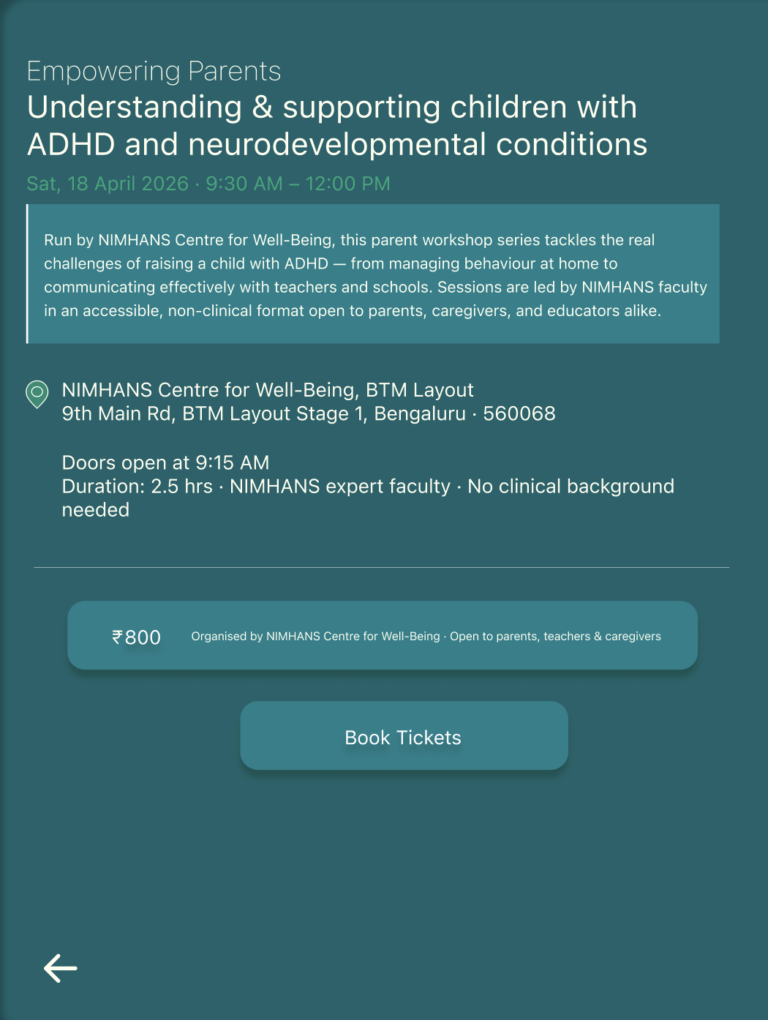 Empowering Parents
Understanding & supporting children with
ADHD and neurodevelopmental conditions
Sat, 18 April 2026 · 9:30 AM – 12:00 PM
Run by NIMHANS Centre for Well-Being, this parent workshop series tackles the real
challenges of raising a child with ADHD — from managing behaviour at home to
communicating effectively with teachers and schools. Sessions are led by NIMHANS faculty
in an accessible, non-clinical format open to parents, caregivers, and educators alike.
NIMHANS Centre for Well-Being, BTM Layout
9th Main Rd, BTM Layout Stage 1, Bengaluru · 560068
Doors open at 9:15 AM
Duration: 2.5 hrs · NIMHANS expert faculty · No clinical background
needed
₹800
Organised by NIMHANS Centre for Well-Being · Open to parents, teachers & caregivers
Book Tickets